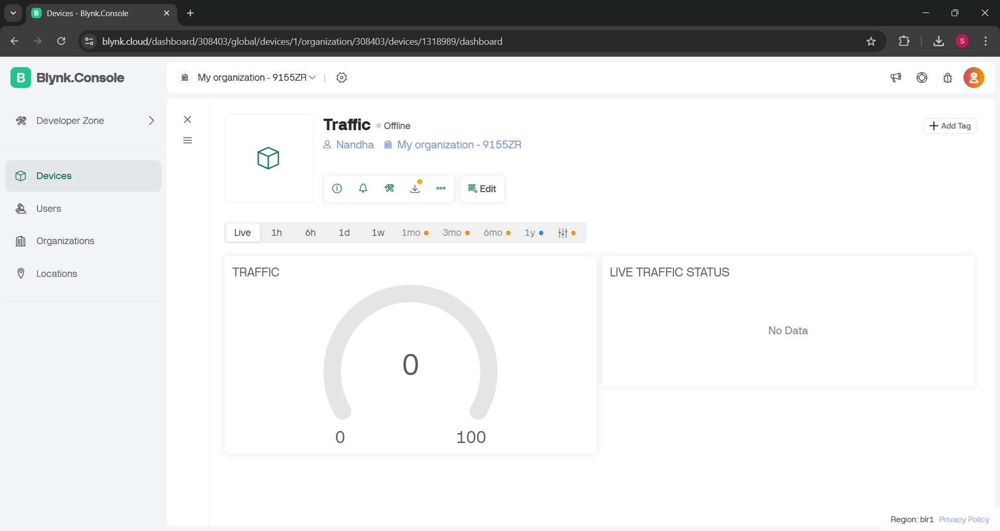 Devices - Blynk.Console
blynk.cloud/dashboard/308403/global/devices/1/organization/308403/devices/1318989/dashboard
S
B Blynk.Console
My organization - 9155ZR
Developer Zone
Devices
Users
Organizations
Locations
Traffic Offline
Add Tag
Nandha My organization - 9155ZR
Edit
Live 1h 6h 1d 1w 1mo 3mo 6mo 1y
TRAFFIC
0
0 100
LIVE TRAFFIC STATUS
No Data
Region: blr1 Privacy Policy